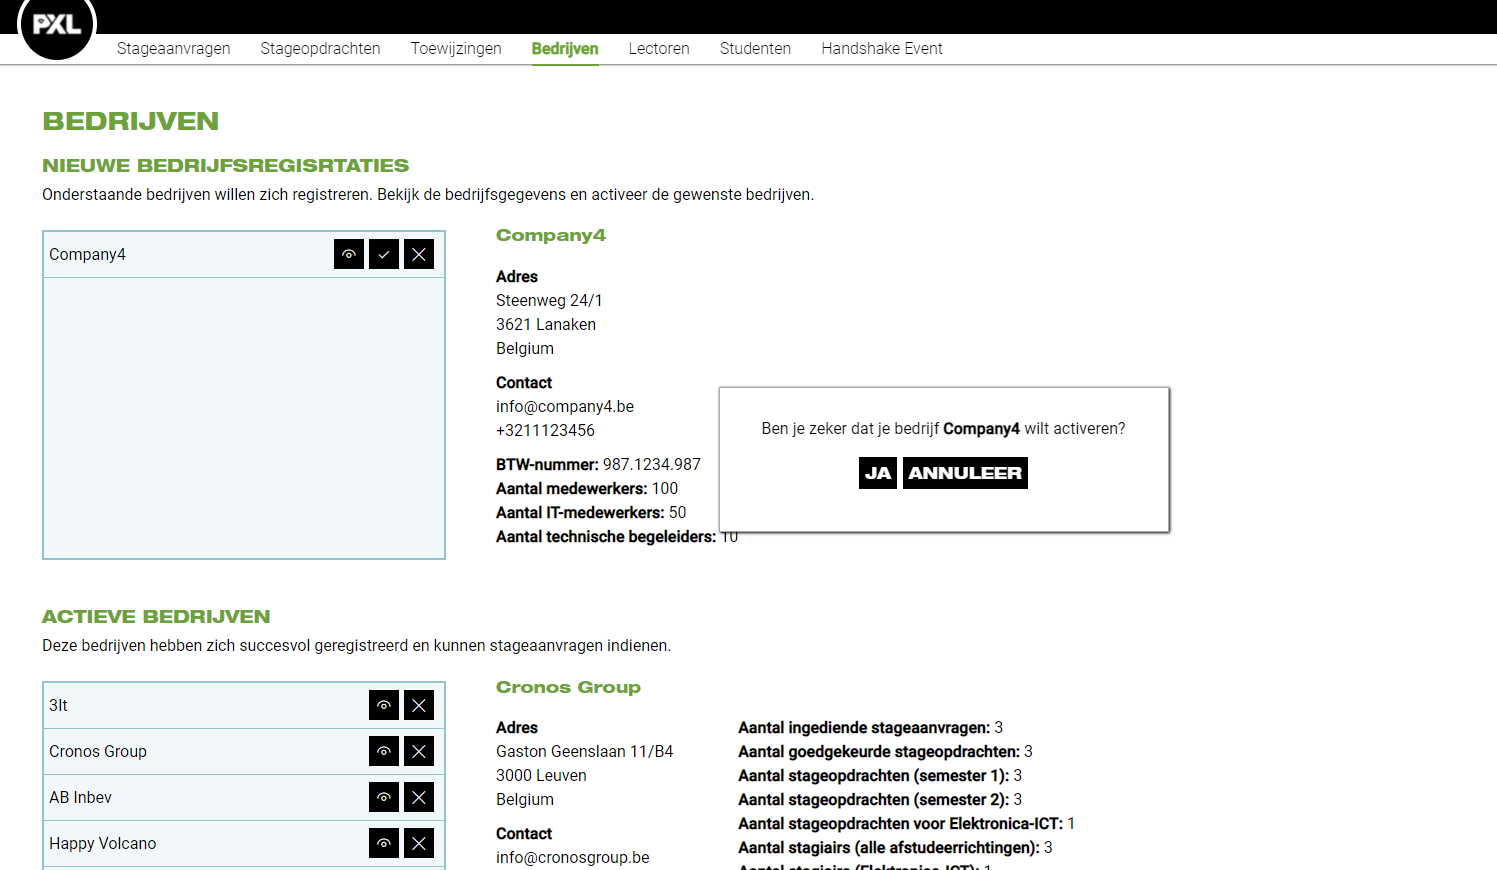 PXL
Stageaanvragen Stageopdrachten Toewijzingen Bedrijven Lectoren Studenten Handshake Event
BEDRIJVEN
NIEUWE BEDRIJFSREGISRTATIES
Onderstaande bedrijven willen zich registreren. Bekijk de bedrijfsgegevens en activeer de gewenste bedrijven.
Company4
Company4
Adres
Steenweg 24/1
3621 Lanaken
Belgium
Contact
info@company4.be
+3211123456
BTW-nummer: 987.1234.987
Aantal medewerkers: 100
Aantal IT-medewerkers: 50
Aantal technische begeleiders: 10
Ben je zeker dat je bedrijf Company4 wilt activeren?
JA ANNULEER
ACTIEVE BEDRIJVEN
Deze bedrijven hebben zich succesvol geregistreerd en kunnen stageaanvragen indienen.
3It
Cronos Group
AB Inbev
Happy Volcano
Cronos Group
Adres
Gaston Geenslaan 11/B4
3000 Leuven
Belgium
Contact
info@cronosgroup.be
Aantal ingediende stageaanvragen: 3
Aantal goedgekeurde stageopdrachten: 3
Aantal stageopdrachten (semester 1): 3
Aantal stageopdrachten (semester 2): 3
Aantal stageopdrachten voor Elektronica-ICT: 1
Aantal stagiairs (alle afstudeerrichtingen): 3
Aantal stagiairs (Elektronica-ICT): 1